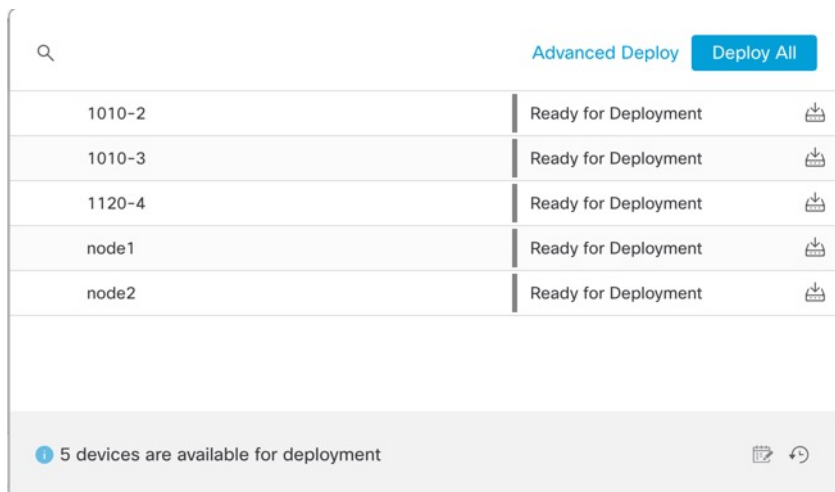 Advanced Deploy Deploy All
1010-2 Ready for Deployment
1010-3 Ready for Deployment
1120-4 Ready for Deployment
node1 Ready for Deployment
node2 Ready for Deployment
5 devices are available for deployment